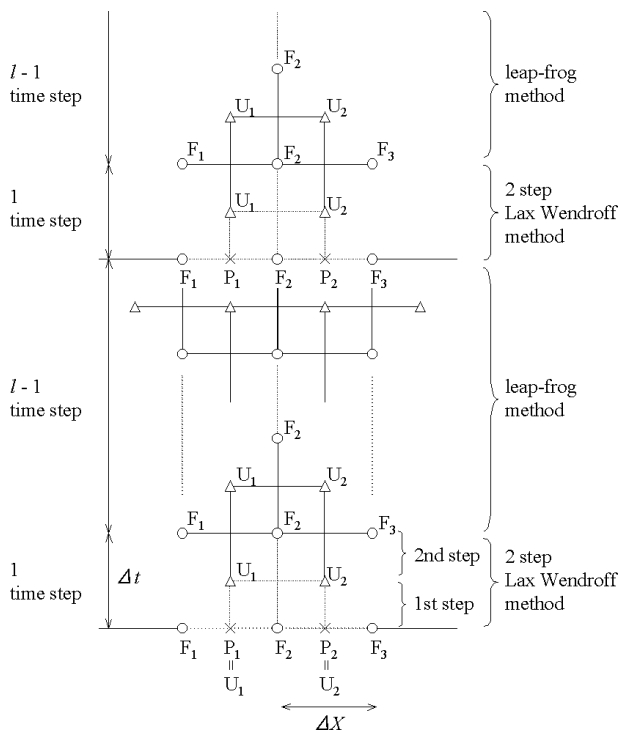 F₂
l - 1
time step
leap-frog
method
U₁ U₂
F₁ F₂ F₃
1
time step
2 step
Lax Wendroff
method
U₁ U₂
F₁ P₁ F₂ P₂ F₃
l - 1
time step
leap-frog
method
F₂
U₁ U₂
F₁ F₂ F₃
1
time step
Δt
2nd step
2 step
Lax Wendroff
method
U₁ U₂
1st step
F₁ P₁ F₂ P₂ F₃
= =
U₁ U₂
ΔX